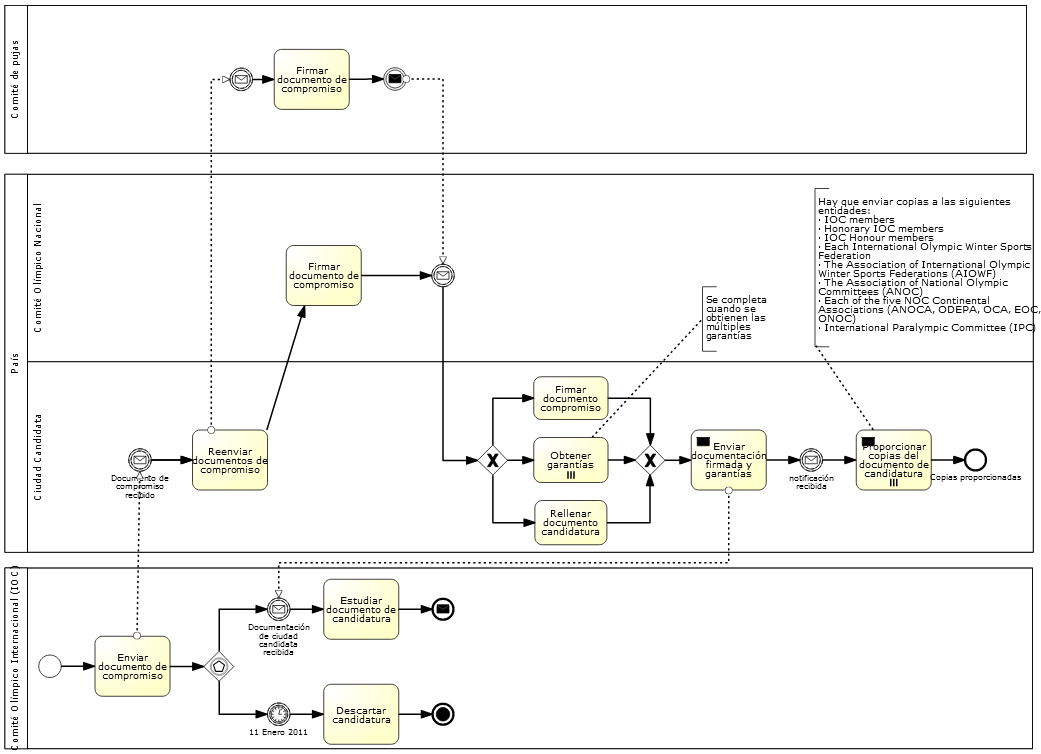 Comité de pujas
Firmar
documento de
compromiso
País
Comité Olímpico Nacional
Firmar
documento de
compromiso
Se completa
cuando se
obtienen las
múltiples
garantías
Hay que enviar copias a las siguientes
entidades:
· IOC members
· Honorary IOC members
· IOC Honour members
· Each International Olympic Winter Sports
Federation
· The Association of International Olympic
Winter Sports Federations (AIOWF)
· The Association of National Olympic
Committees (ANOC)
· Each of the five NOC Continental
Associations (ANOCA, ODEPA, OCA, EOC,
ONOC)
· International Paralympic Committee (IPC)
Ciudad Candidata
Documento de
compromiso
recibido
Reenviar
documentos de
compromiso
Firmar
documento
compromiso
Obtener
garantías
Rellenar
documento
candidatura
Enviar
documentación
firmada y
garantías
notificación
recibida
Proporcionar
copias del
documento de
candidatura
Copias proporcionadas
Comité Olímpico Internacional (IOC)
Enviar
documento de
compromiso
Documentación
de ciudad
candidata
recibida
Estudiar
documento de
candidatura
11 Enero 2011
Descartar
candidatura